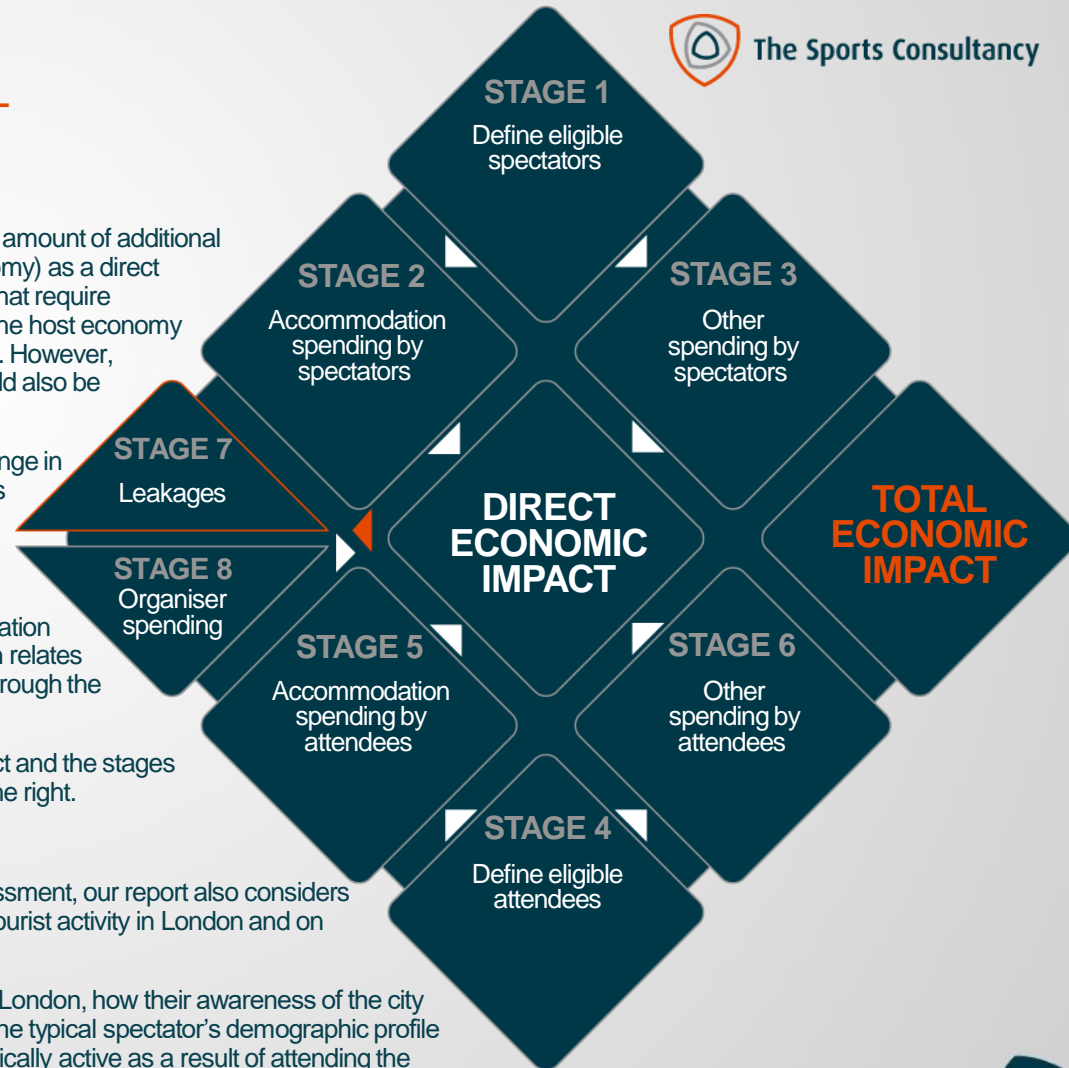 The Sports Consultancy
amount of additional
omy) as a direct
hat require
he host economy
. However,
ld also be
nge in
s
ation
n relates
rough the
ct and the stages
he right.
ssment, our report also considers
ourist activity in London and on
London, how their awareness of the city
he typical spectator's demographic profile
ically active as a result of attending the
STAGE 1
Define eligible
spectators
STAGE 2
Accommodation
spending by
spectators
STAGE 3
Other
spending by
spectators
STAGE 7
Leakages
STAGE 8
Organiser
spending
DIRECT
ECONOMIC
IMPACT
TOTAL
ECONOMIC
IMPACT
STAGE 5
Accommodation
spending by
attendees
STAGE 6
Other
spending by
attendees
STAGE 4
Define eligible
attendees